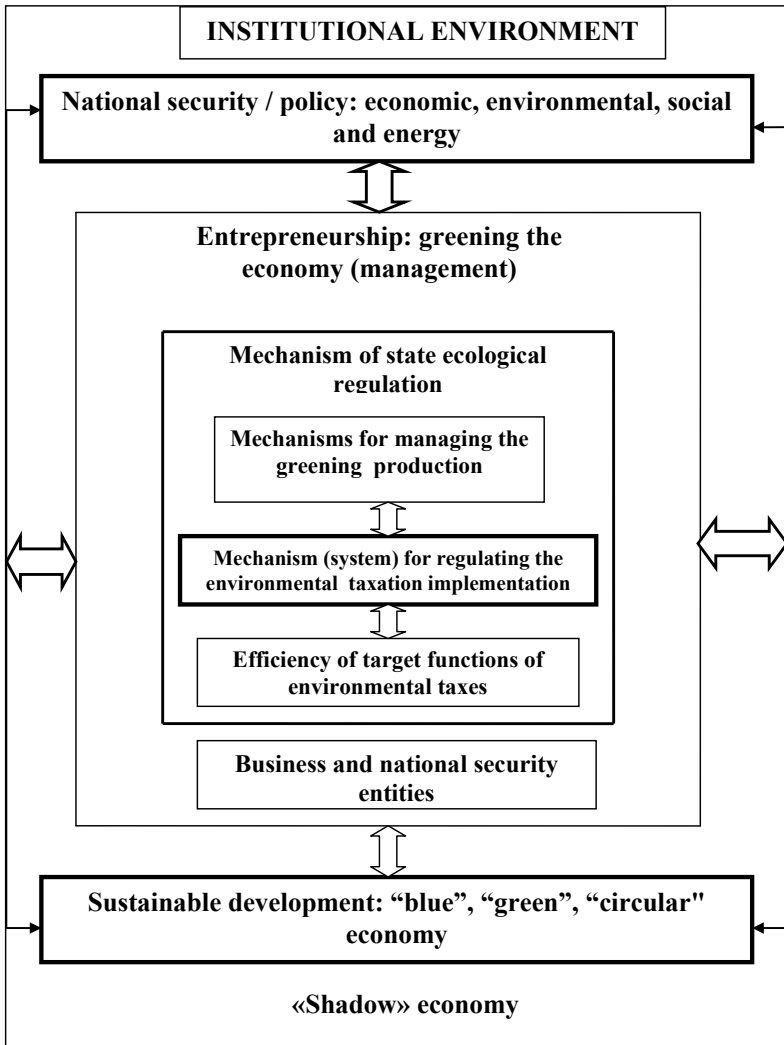 INSTITUTIONAL ENVIRONMENT
National security / policy: economic, environmental, social
and energy
Entrepreneurship: greening the
economy (management)
Mechanism of state ecological
regulation
Mechanisms for managing the
greening production
Mechanism (system) for regulating the
environmental taxation implementation
Efficiency of target functions of
environmental taxes
Business and national security
entities
Sustainable development: “blue”, “green”, “circular"
economy
«Shadow» economy